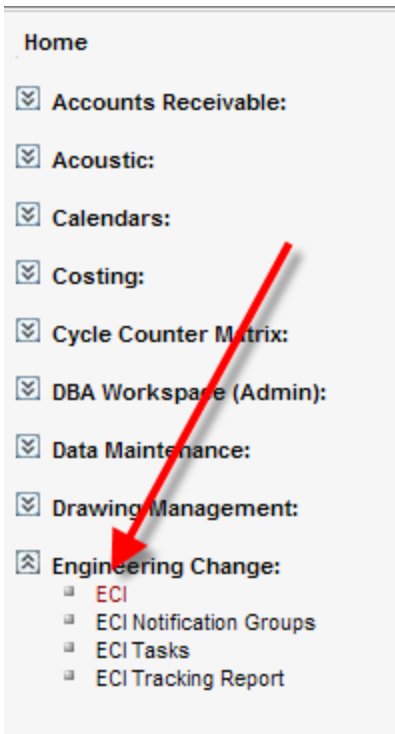 Home
Accounts Receivable:
Acoustic:
Calendars:
Costing:
Cycle Counter Matrix:
DBA Workspace (Admin):
Data Maintenance:
Drawing Management:
Engineering Change:
ECI
ECI Notification Groups
ECI Tasks
ECI Tracking Report